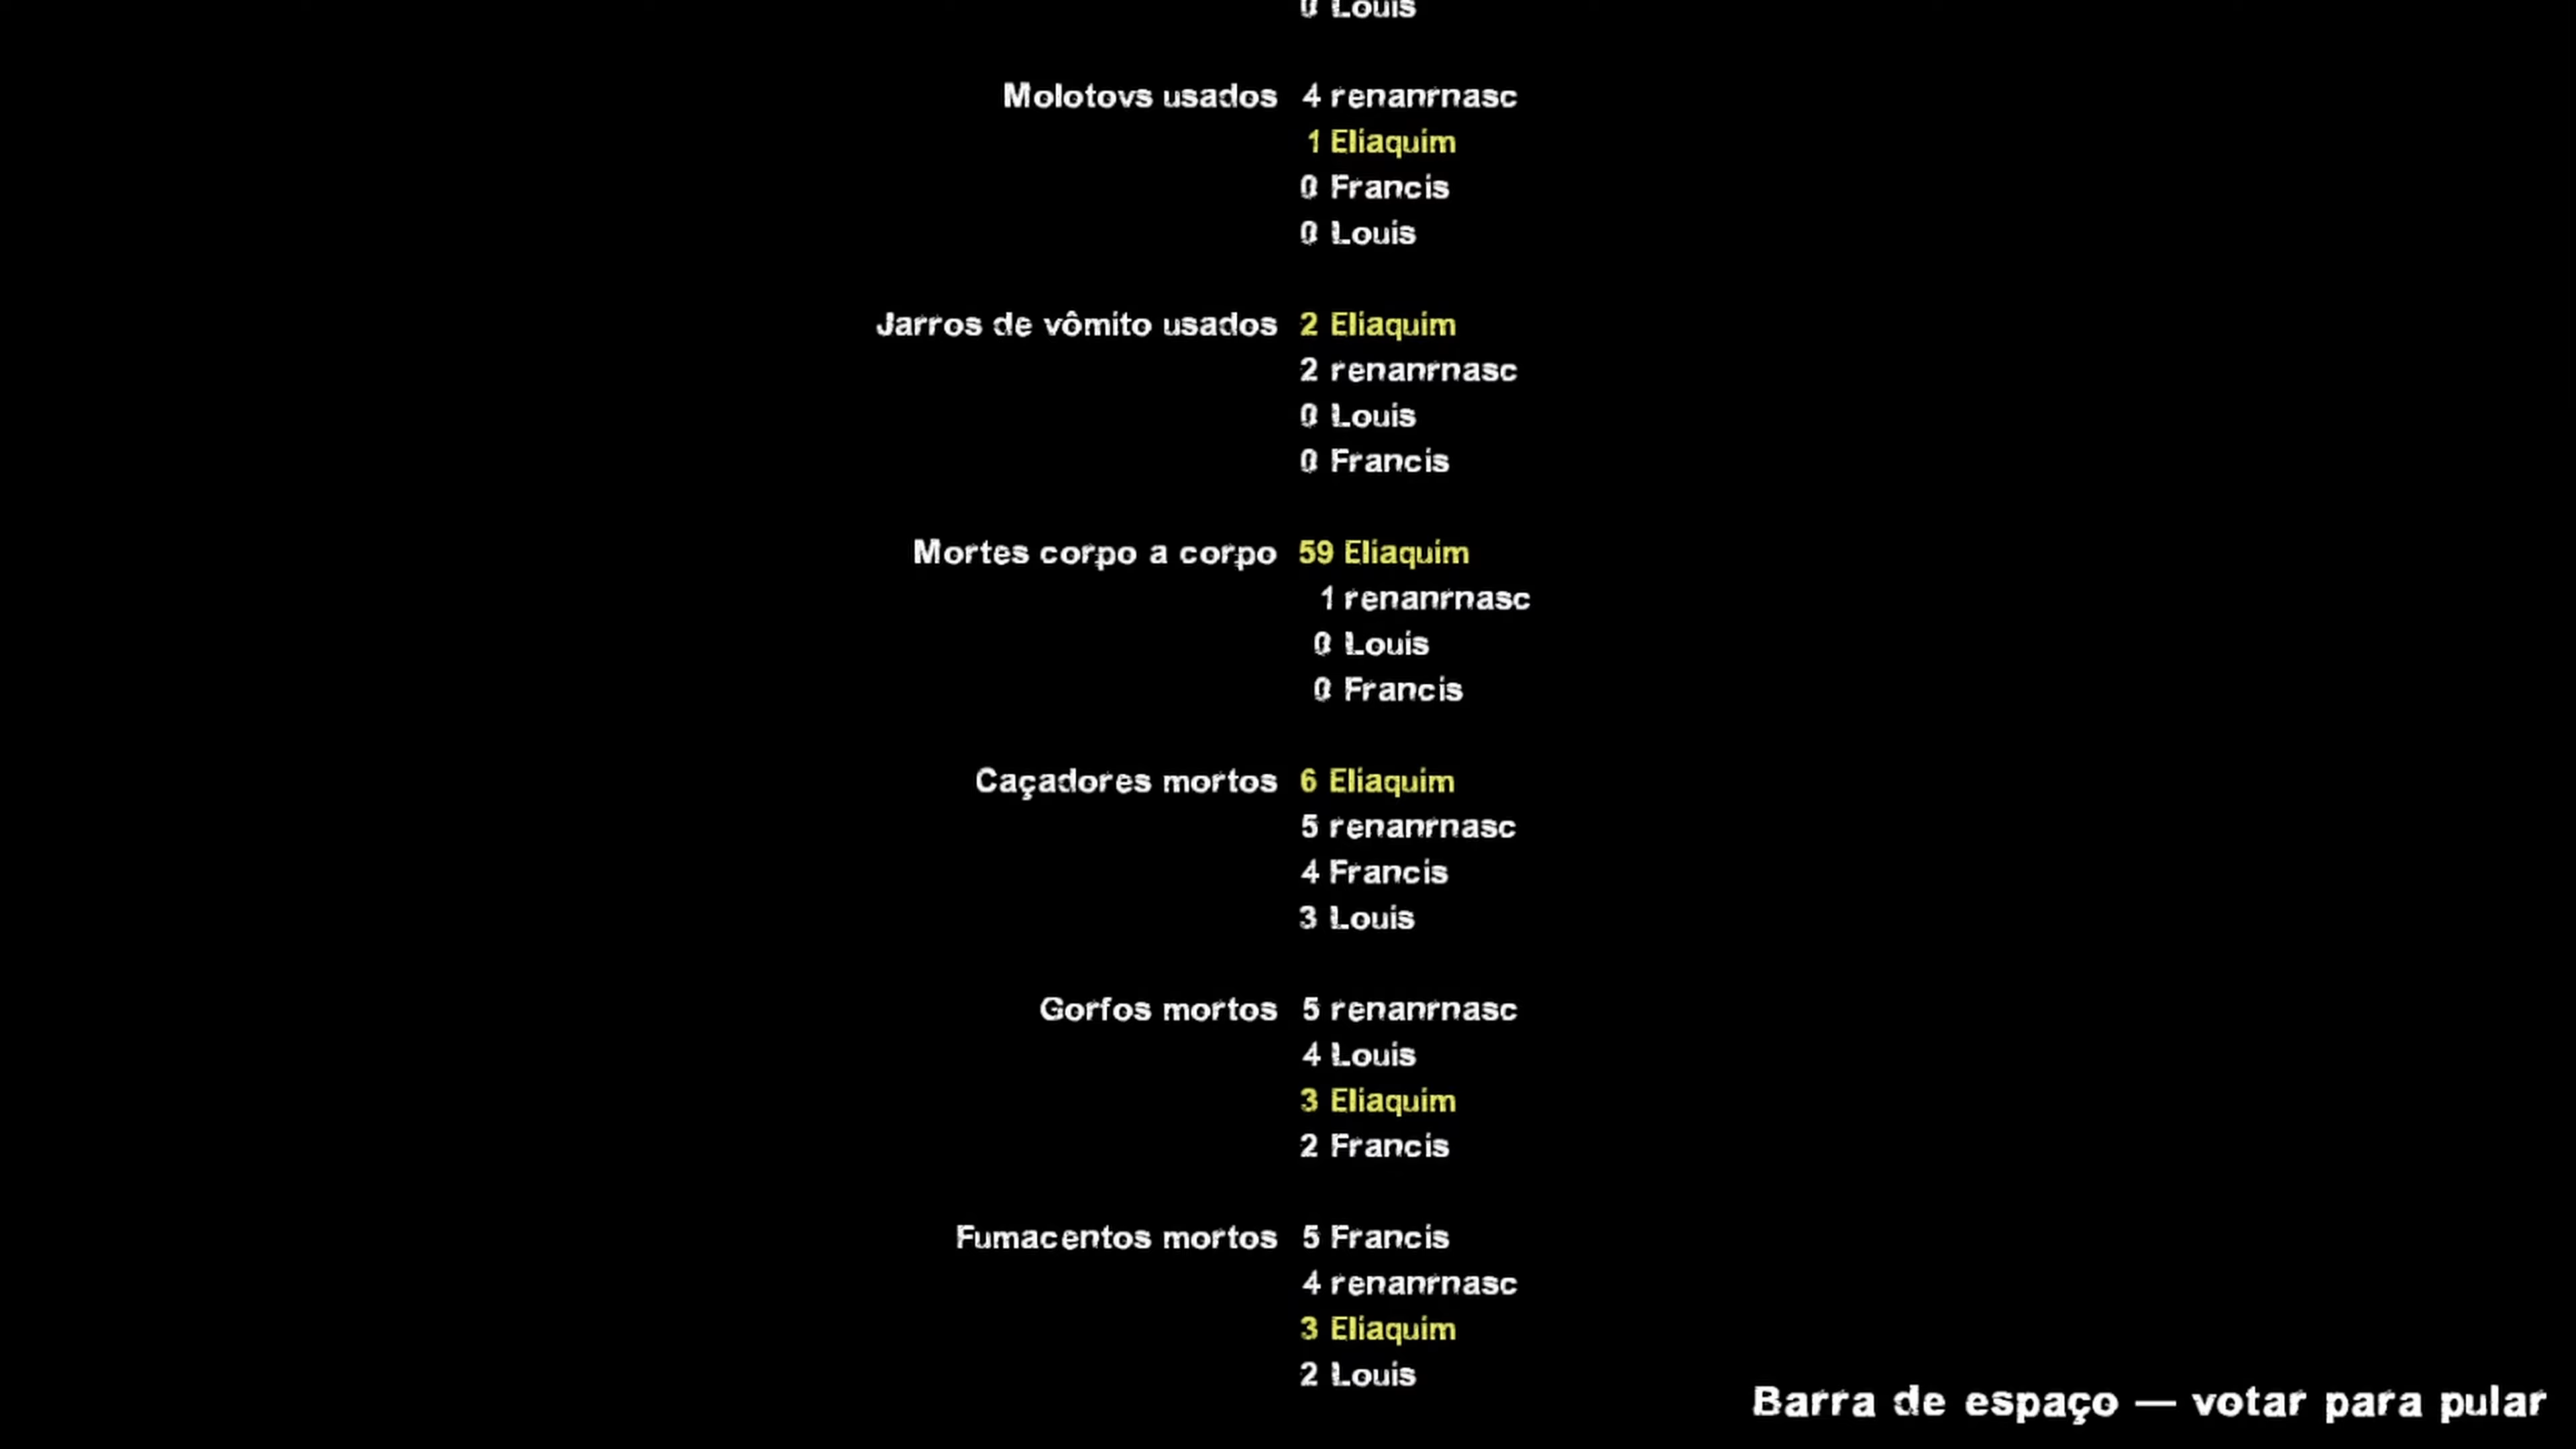 0 Louis
Molotovs usados 4 renanrnasc
1 Eliaquim
0 Francis
0 Louis
Jarros de vômito usados 2 Eliaquim
2 renanrnasc
0 Louis
0 Francis
Mortes corpo a corpo 59 Eliaquim
1 renanrnasc
0 Louis
0 Francis
Caçadores mortos 6 Eliaquim
5 renanrnasc
4 Francis
3 Louis
Gorfos mortos 5 renanrnasc
4 Louis
3 Eliaquim
2 Francis
Fumacentos mortos 5 Francis
4 renanrnasc
3 Eliaquim
2 Louis
Barra de espaço — votar para pular